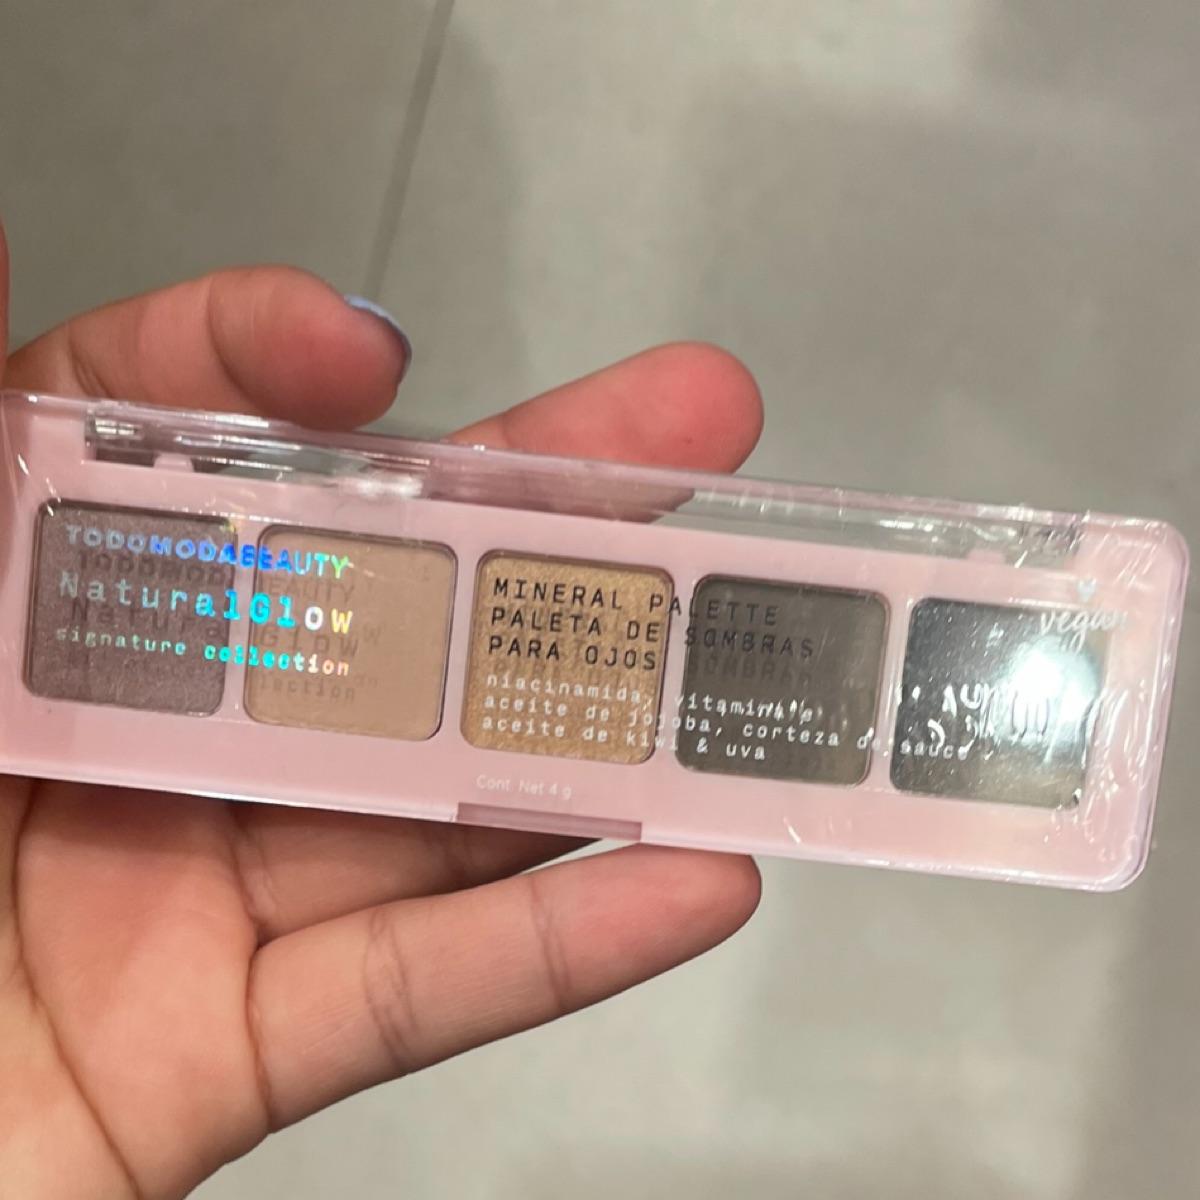 TODOMODABEAUTY
NaturalGlow
signature collection
MINERAL PALETTE
PALETA DE SOMBRAS
PARA OJOS
niacinamida, vitamina e
aceite de jojoba, corteza de sauce
aceite de kiwi & uva
Cont. Net 4 g
vegan